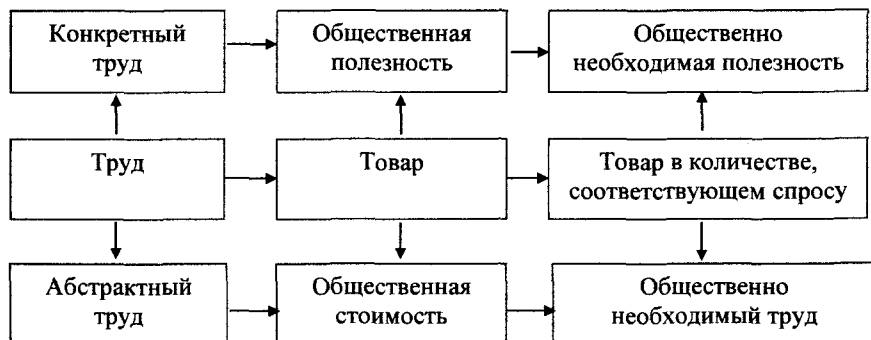 Конкретный
труд
Общественная
полезность
Общественно
необходимая полезность
Труд
Товар
Товар в количестве,
соответствующем спросу
Абстрактный
труд
Общественная
стоимость
Общественно
необходимый труд